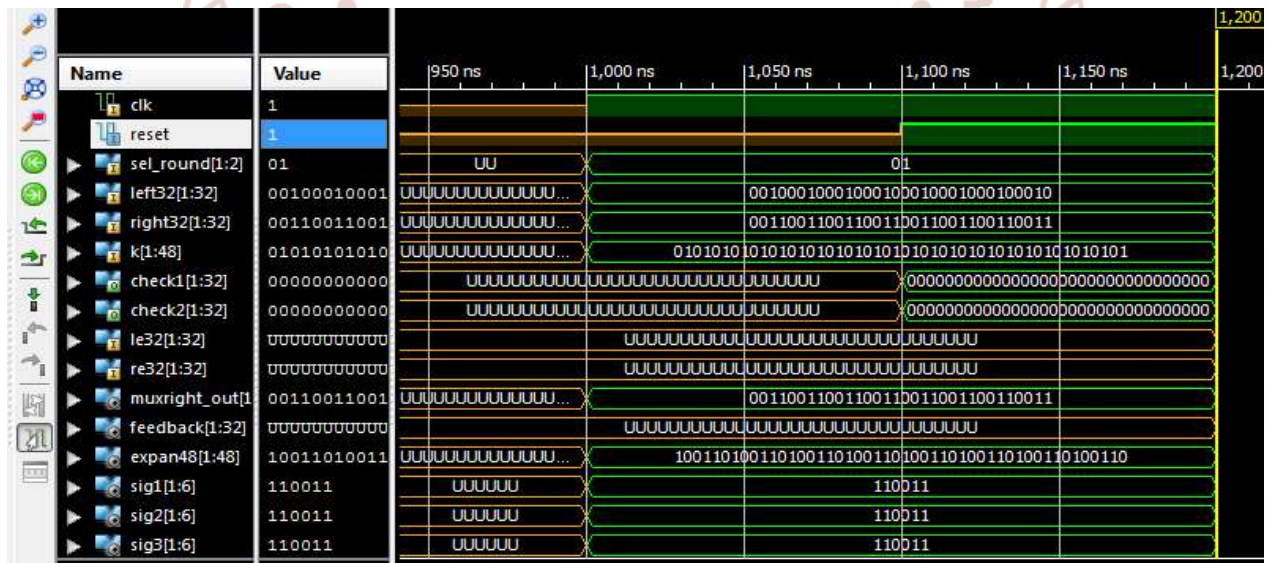 1,200
Name Value 950 ns 1,000 ns 1,050 ns 1,100 ns 1,150 ns 1,200
clk 1
reset 1
sel_round[1:2] 01 UU 01
left32[1:32] 00100010001 UUUUUUUUUUUUUU... 00100010001000100010001000100010
right32[1:32] 00110011001 UUUUUUUUUUUUUU... 00110011001100110011001100110011
k[1:48] 01010101010 UUUUUUUUUUUUUU... 010101010101010101010101010101010101010101010101
check1[1:32] 00000000000 UUUUUUUUUUUUUUUUUUUUUUUUUUUUUUUU 00000000000000000000000000000000
check2[1:32] 00000000000 UUUUUUUUUUUUUUUUUUUUUUUUUUUUUUUU 00000000000000000000000000000000
le32[1:32] UUUUUUUUUUU UUUUUUUUUUUUUUUUUUUUUUUUUUUUUUUU
re32[1:32] UUUUUUUUUUU UUUUUUUUUUUUUUUUUUUUUUUUUUUUUUUU
muxright_out[1 00110011001 UUUUUUUUUUUUUU... 00110011001100110011001100110011
feedback[1:32] UUUUUUUUUUU UUUUUUUUUUUUUUUUUUUUUUUUUUUUUUUU
expan48[1:48] 10011010011 UUUUUUUUUUUUUU... 100110100110100110100110100110100110100110100110
sig1[1:6] 110011 UUUUUU 110011
sig2[1:6] 110011 UUUUUU 110011
sig3[1:6] 110011 UUUUUU 110011